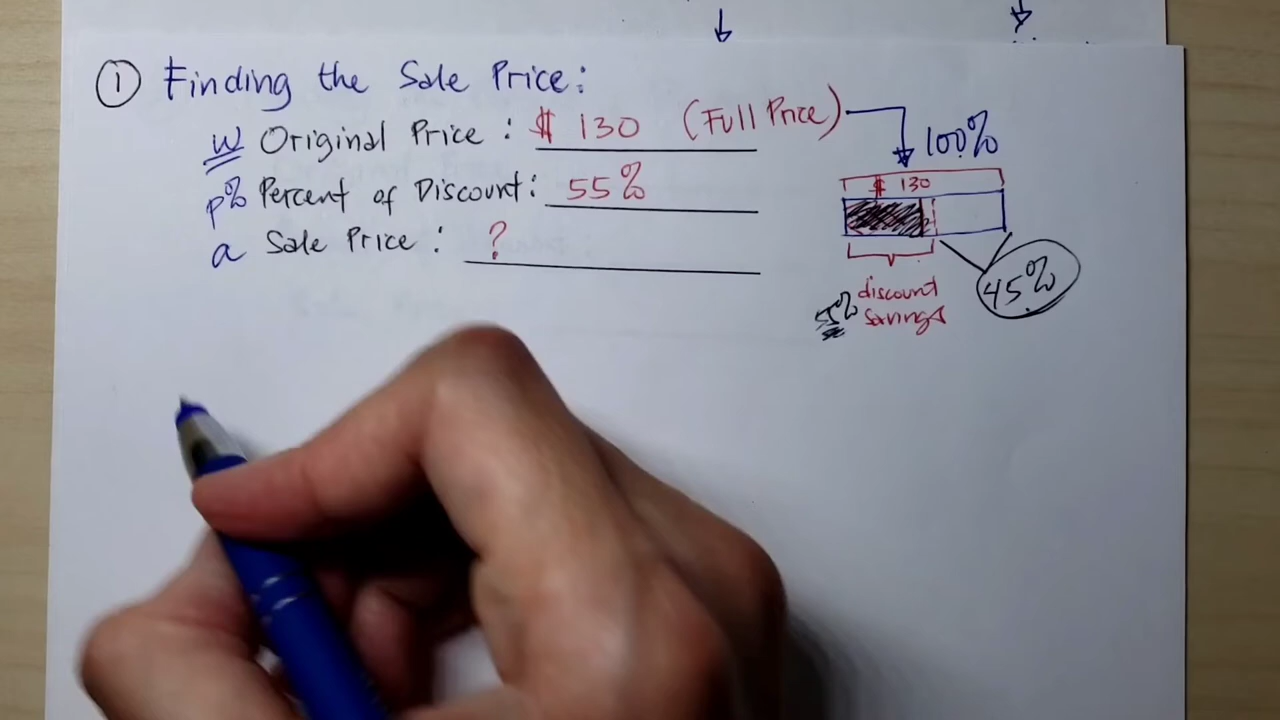 ① Finding the Sale Price:
w Original Price : $ 130 (Full Price)
p% Percent of Discount: 55%
a Sale Price : ?
100%
$ 130
45%
55% discount
savings